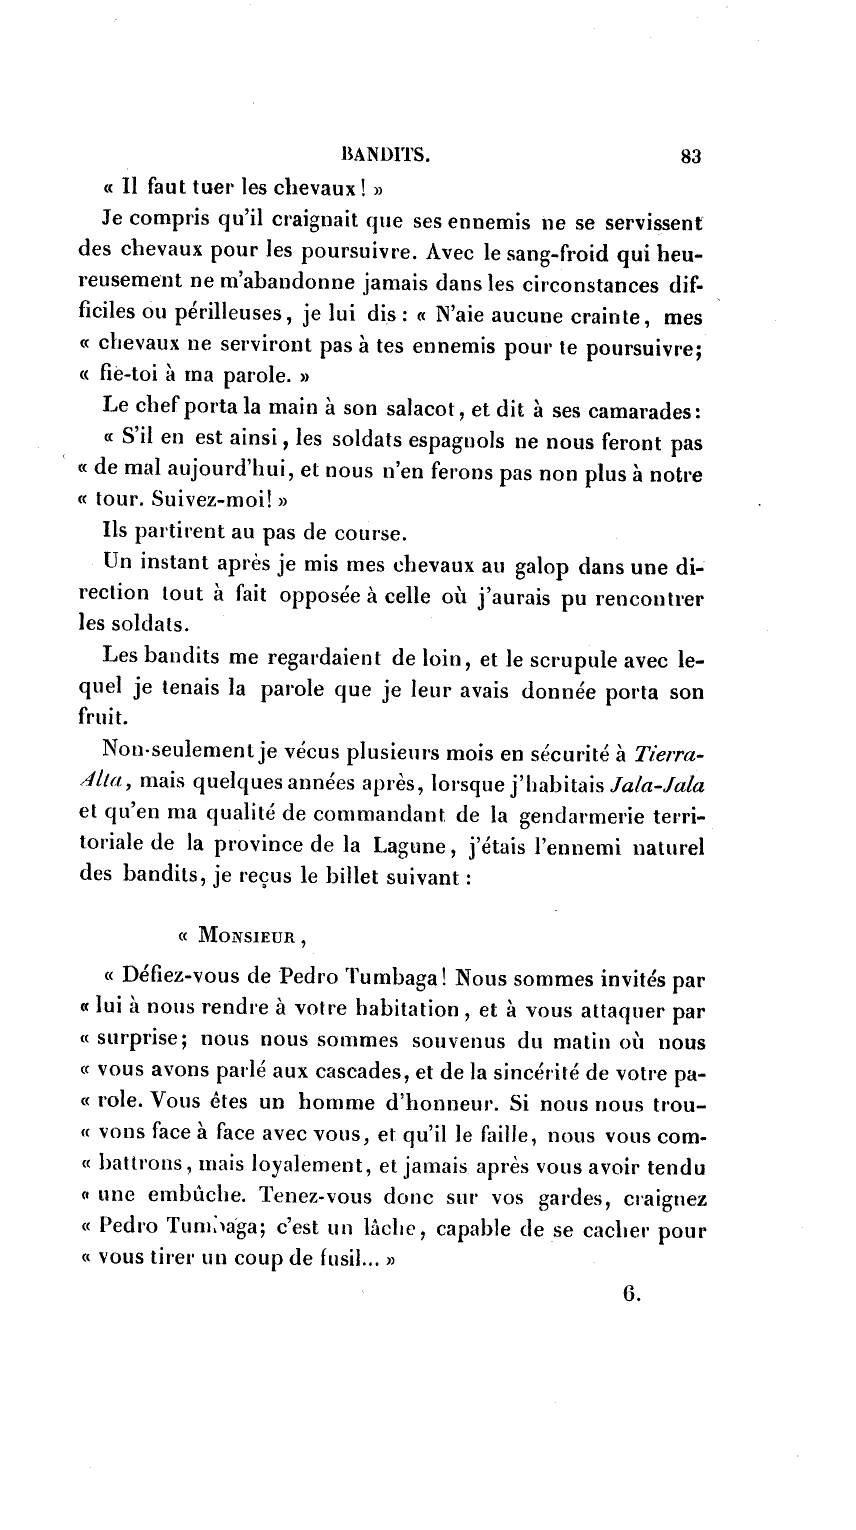 BANDITS. 83
« Il faut tuer les chevaux ! »
Je compris qu'il craignait que ses ennemis ne se servissent
des chevaux pour les poursuivre. Avec le sang-froid qui heu-
reusement ne m'abandonne jamais dans les circonstances dif-
ficiles ou périlleuses, je lui dis : « N'aie aucune crainte, mes
« chevaux ne serviront pas à tes ennemis pour te poursuivre;
« fie-toi à ma parole. »
Le chef porta la main à son salacot, et dit à ses camarades:
« S'il en est ainsi, les soldats espagnols ne nous feront pas
« de mal aujourd'hui, et nous n'en ferons pas non plus à notre
« tour. Suivez-moi! »
Ils partirent au pas de course.
Un instant après je mis mes chevaux au galop dans une di-
rection tout à fait opposée à celle où j'aurais pu rencontrer
les soldats.
Les bandits me regardaient de loin, et le scrupule avec le-
quel je tenais la parole que je leur avais donnée porta son
fruit.
Non-seulement je vécus plusieurs mois en sécurité à Tierra-
Alta, mais quelques années après, lorsque j'habitais Jala-Jala
et qu'en ma qualité de commandant de la gendarmerie terri-
toriale de la province de la Lagune, j'étais l'ennemi naturel
des bandits, je reçus le billet suivant :
« MONSIEUR,
« Défiez-vous de Pedro Tumbaga! Nous sommes invités par
« lui à nous rendre à votre habitation, et à vous attaquer par
« surprise; nous nous sommes souvenus du matin où nous
« vous avons parlé aux cascades, et de la sincérité de votre pa-
« role. Vous êtes un homme d'honneur. Si nous nous trou-
« vons face à face avec vous, et qu'il le faille, nous vous com-
« battrons, mais loyalement, et jamais après vous avoir tendu
« une embûche. Tenez-vous donc sur vos gardes, craignez
« Pedro Tumbaga; c'est un lâche, capable de se cacher pour
« vous tirer un coup de fusil... »
6.